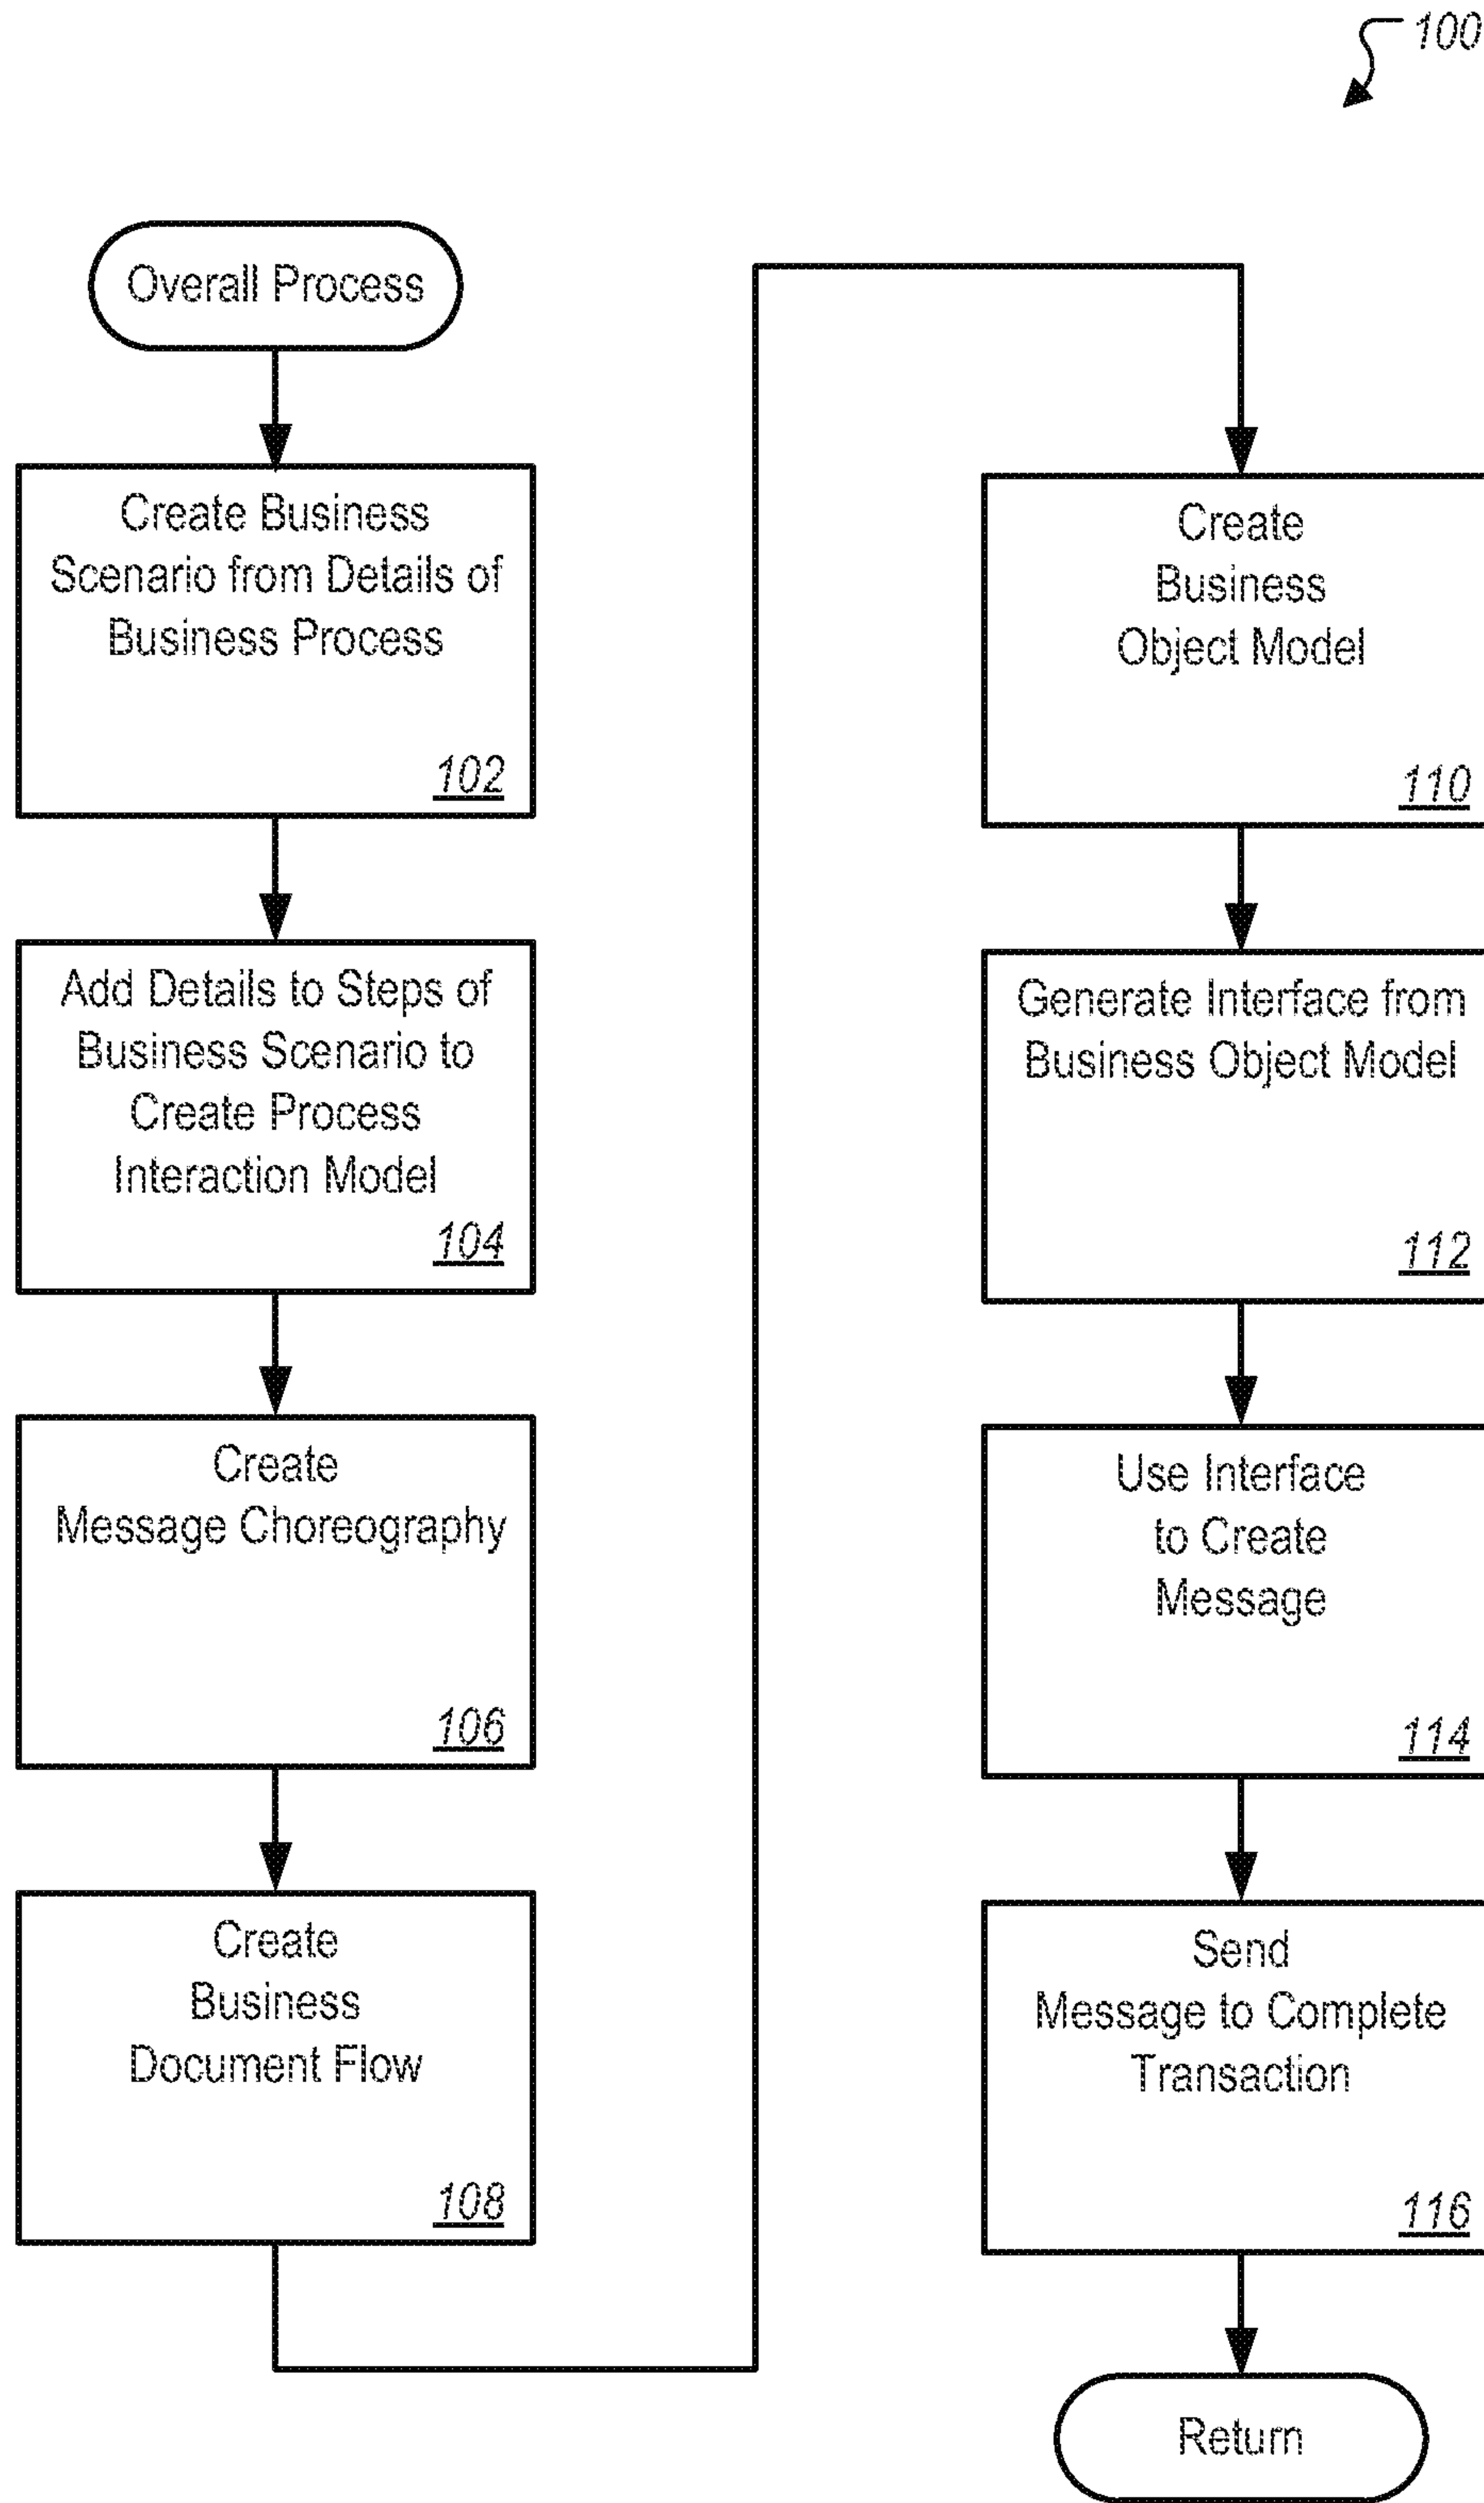 100
Overall Process
Create Business
Scenario from Details of
Business Process
102
Add Details to Steps of
Business Scenario to
Create Process
Interaction Model
104
Create
Message Choreography
106
Create
Business
Document Flow
108
Create
Business
Object Model
110
Generate Interface from
Business Object Model
112
Use Interface
to Create
Message
114
Send
Message to Complete
Transaction
116
Return